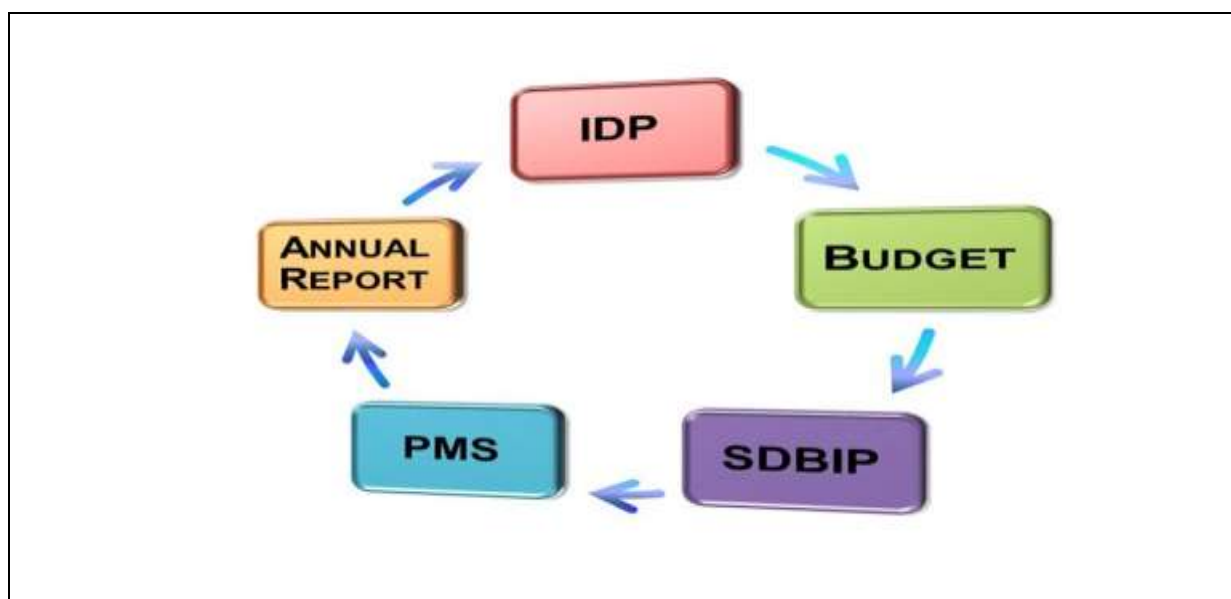 IDP
BUDGET
SDBIP
PMS
ANNUAL
REPORT